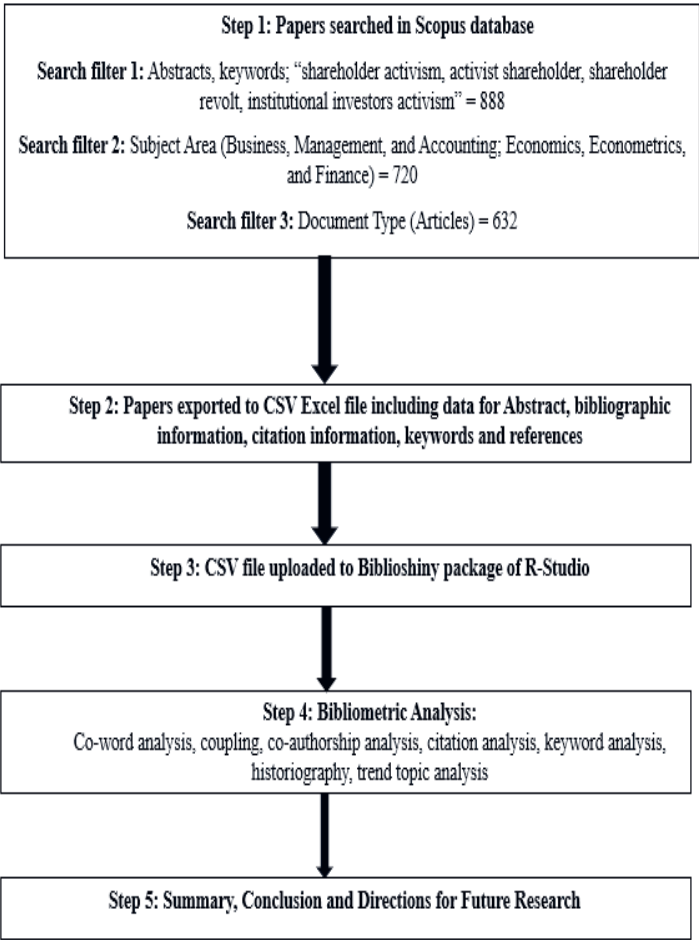 Step 1: Papers searched in Scopus database
Search filter 1: Abstracts, keywords; “shareholder activism, activist shareholder, shareholder
revolt, institutional investors activism” = 888
Search filter 2: Subject Area (Business, Management, and Accounting; Economics, Econometrics,
and Finance) = 720
Search filter 3: Document Type (Articles) = 632
Step 2: Papers exported to CSV Excel file including data for Abstract, bibliographic
information, citation information, keywords and references
Step 3: CSV file uploaded to Biblioshiny package of R-Studio
Step 4: Bibliometric Analysis:
Co-word analysis, coupling, co-authorship analysis, citation analysis, keyword analysis,
historiography, trend topic analysis
Step 5: Summary, Conclusion and Directions for Future Research